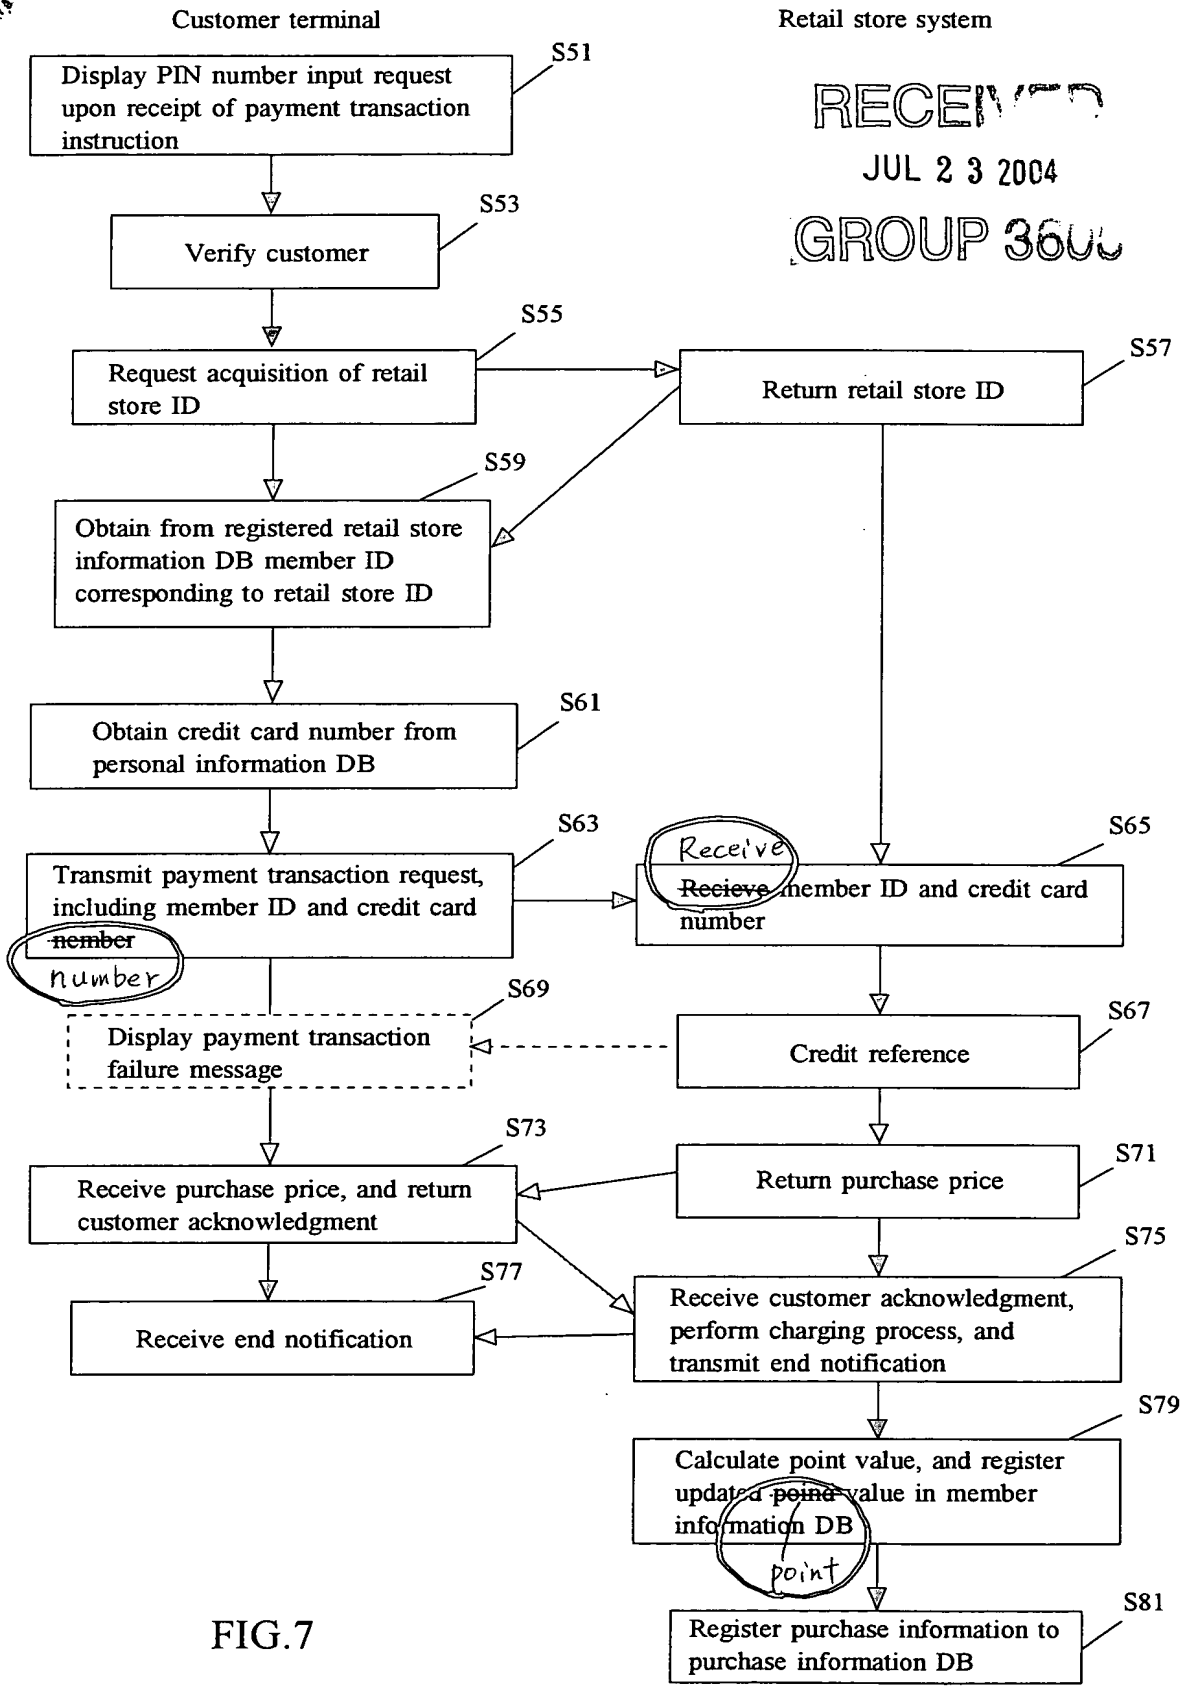 Customer terminal
Retail store system
S51
Display PIN number input request
upon receipt of payment transaction
instruction
RECEIVED
JUL 23 2004
GROUP 3600
S53
Verify customer
S55
Request acquisition of retail
store ID
S57
Return retail store ID
S59
Obtain from registered retail store
information DB member ID
corresponding to retail store ID
S61
Obtain credit card number from
personal information DB
S63
Transmit payment transaction request,
including member ID and credit card
nember
number
S65
Receive
Recieve member ID and credit card
number
S67
Credit reference
S69
Display payment transaction
failure message
S71
Return purchase price
S73
Receive purchase price, and return
customer acknowledgment
S75
Receive customer acknowledgment,
perform charging process, and
transmit end notification
S77
Receive end notification
S79
Calculate point value, and register
updated poind value in member
information DB
point
S81
Register purchase information to
purchase information DB
FIG.7